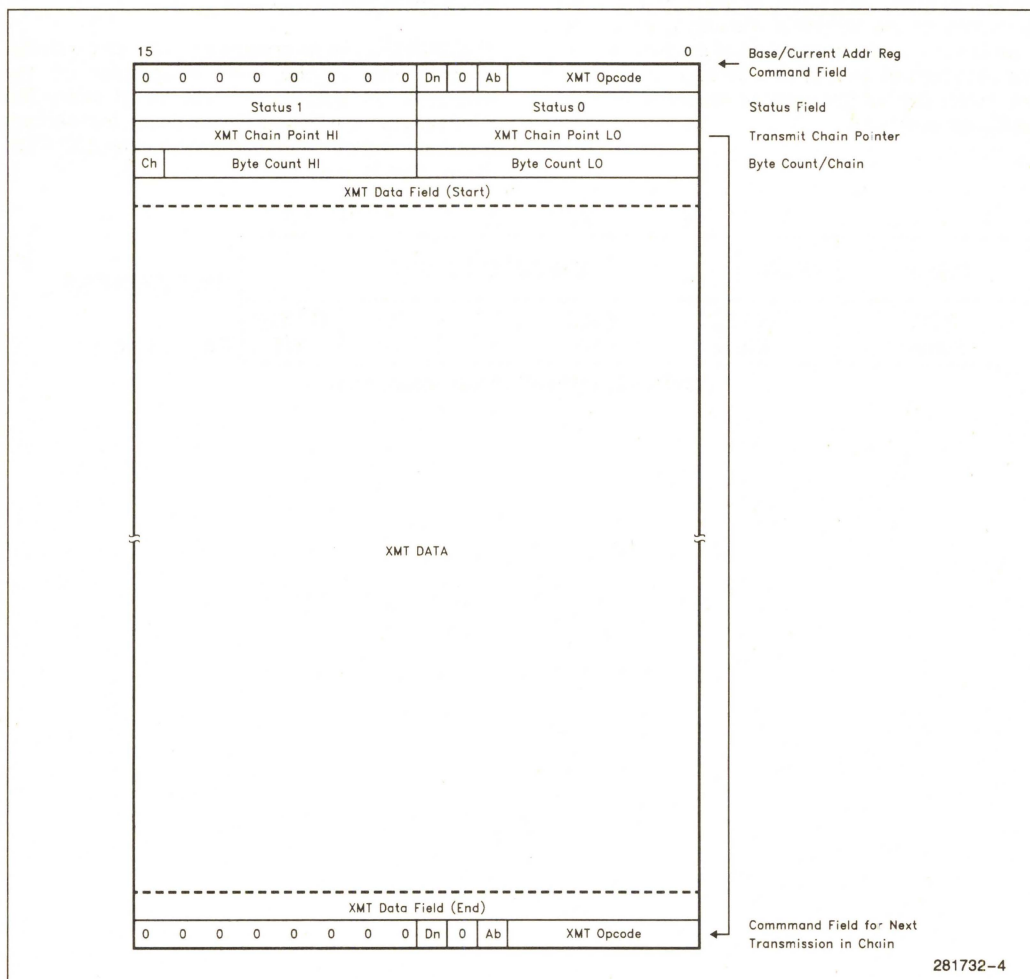 15 0
Base/Current Addr Reg
Command Field
0 0 0 0 0 0 0 0 Dn 0 Ab XMT Opcode
Status 1 Status 0 Status Field
XMT Chain Point HI XMT Chain Point LO Transmit Chain Pointer
Ch Byte Count HI Byte Count LO Byte Count/Chain
XMT Data Field (Start)
XMT DATA
XMT Data Field (End)
0 0 0 0 0 0 0 0 Dn 0 Ab XMT Opcode
Commmand Field for Next
Transmission in Chain
281732-4